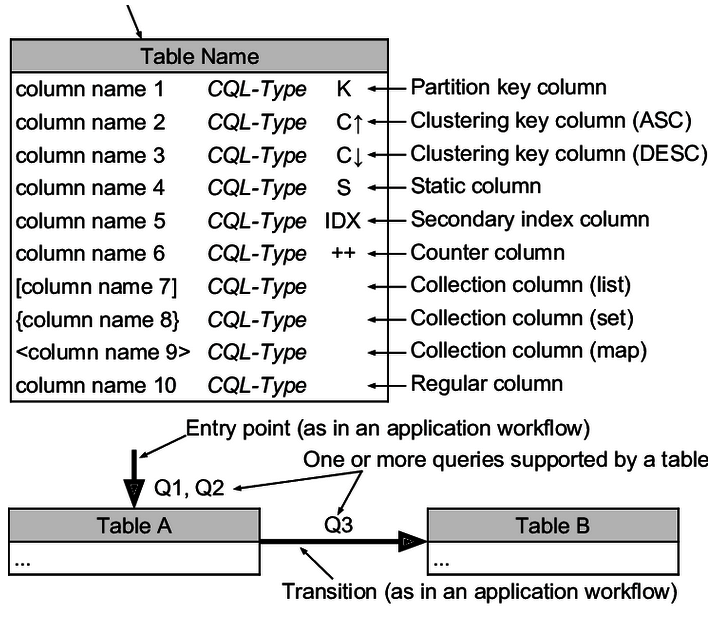 Table Name
column name 1 CQL-Type K Partition key column
column name 2 CQL-Type C↑ Clustering key column (ASC)
column name 3 CQL-Type C↓ Clustering key column (DESC)
column name 4 CQL-Type S Static column
column name 5 CQL-Type IDX Secondary index column
column name 6 CQL-Type ++ Counter column
[column name 7] CQL-Type Collection column (list)
{column name 8} CQL-Type Collection column (set)
<column name 9> CQL-Type Collection column (map)
column name 10 CQL-Type Regular column
Entry point (as in an application workflow)
One or more queries supported by a table
Q1, Q2
Table A Q3 Table B
... ...
Transition (as in an application workflow)